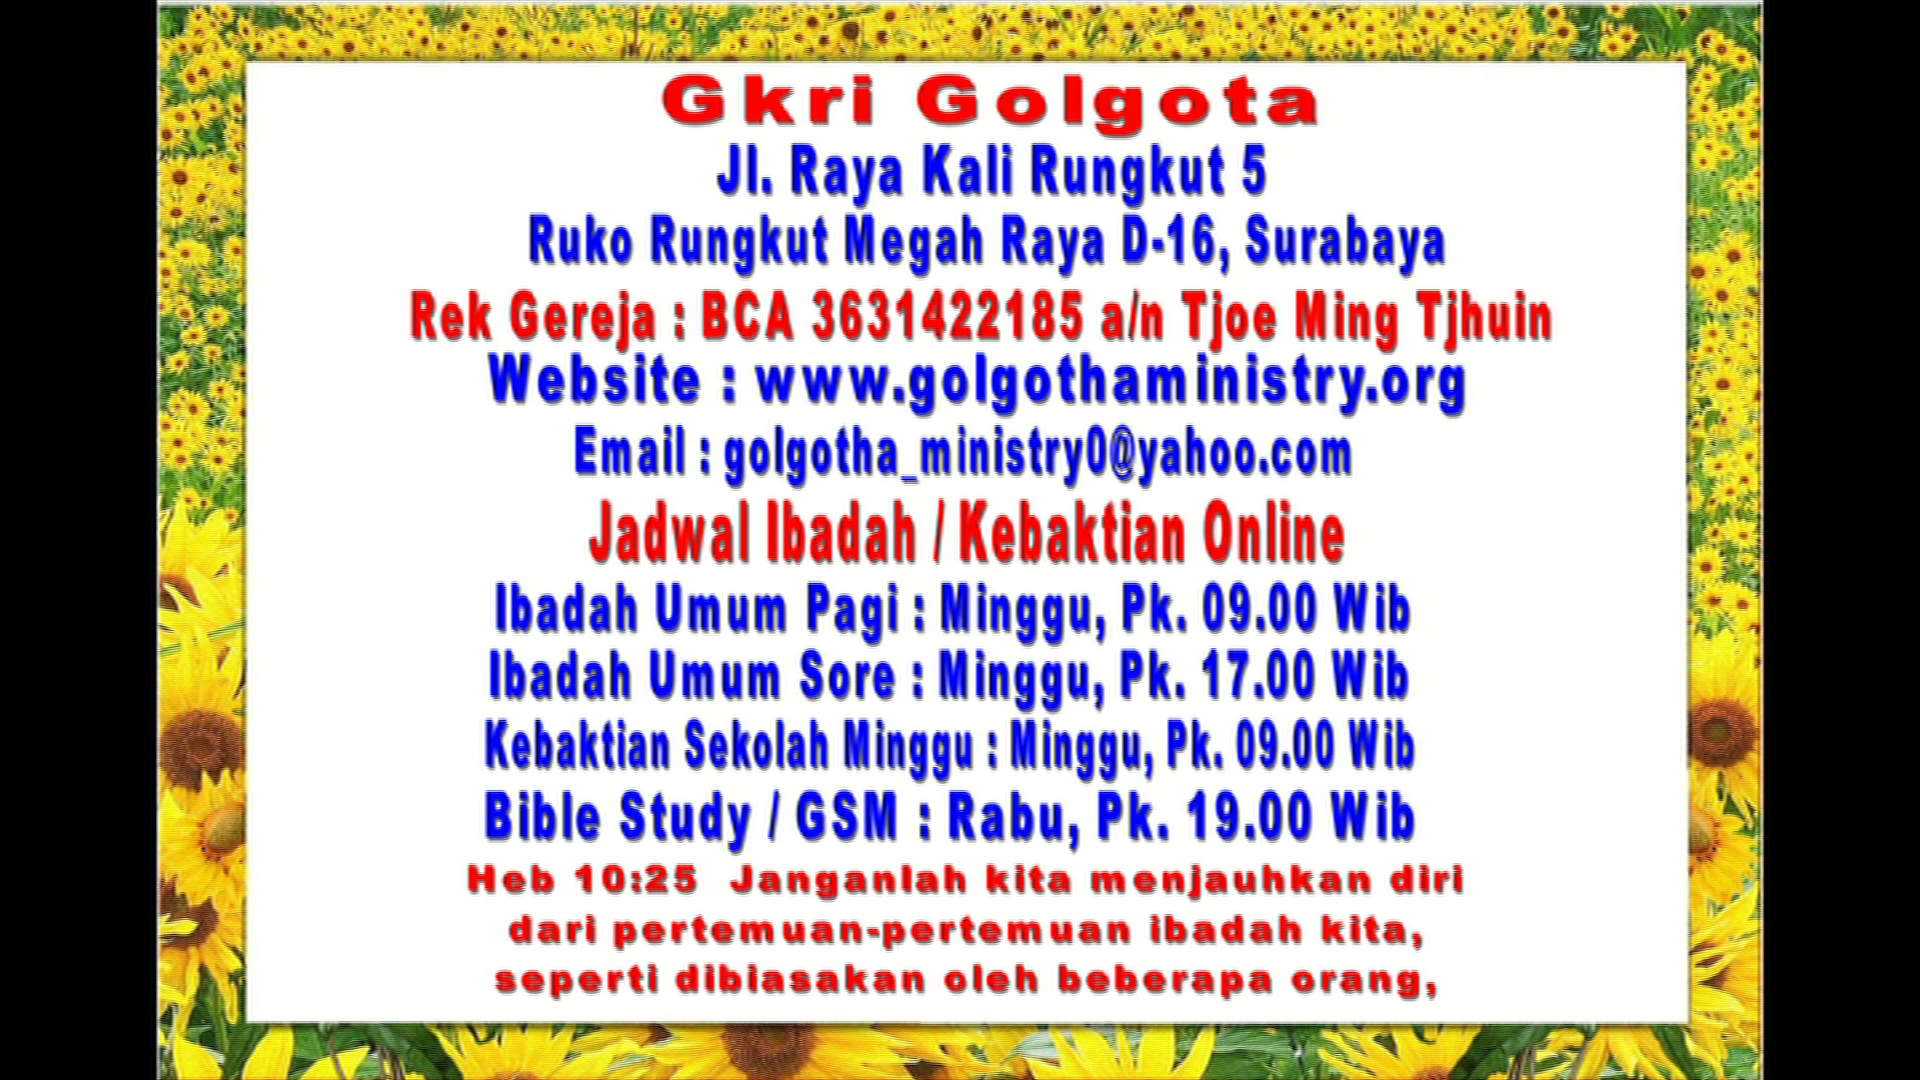 Gkri Golgota
Jl. Raya Kali Rungkut 5
Ruko Rungkut Megah Raya D-16, Surabaya
Rek Gereja : BCA 3631422185 a/n Tjoe Ming Tjhuin
Website : www.golgothaministry.org
Email : golgotha_ministry0@yahoo.com
Jadwal Ibadah / Kebaktian Online
Ibadah Umum Pagi : Minggu, Pk. 09.00 Wib
Ibadah Umum Sore : Minggu, Pk. 17.00 Wib
Kebaktian Sekolah Minggu : Minggu, Pk. 09.00 Wib
Bible Study / GSM : Rabu, Pk. 19.00 Wib
Heb 10:25 Janganlah kita menjauhkan diri
dari pertemuan-pertemuan ibadah kita,
seperti dibiasakan oleh beberapa orang,